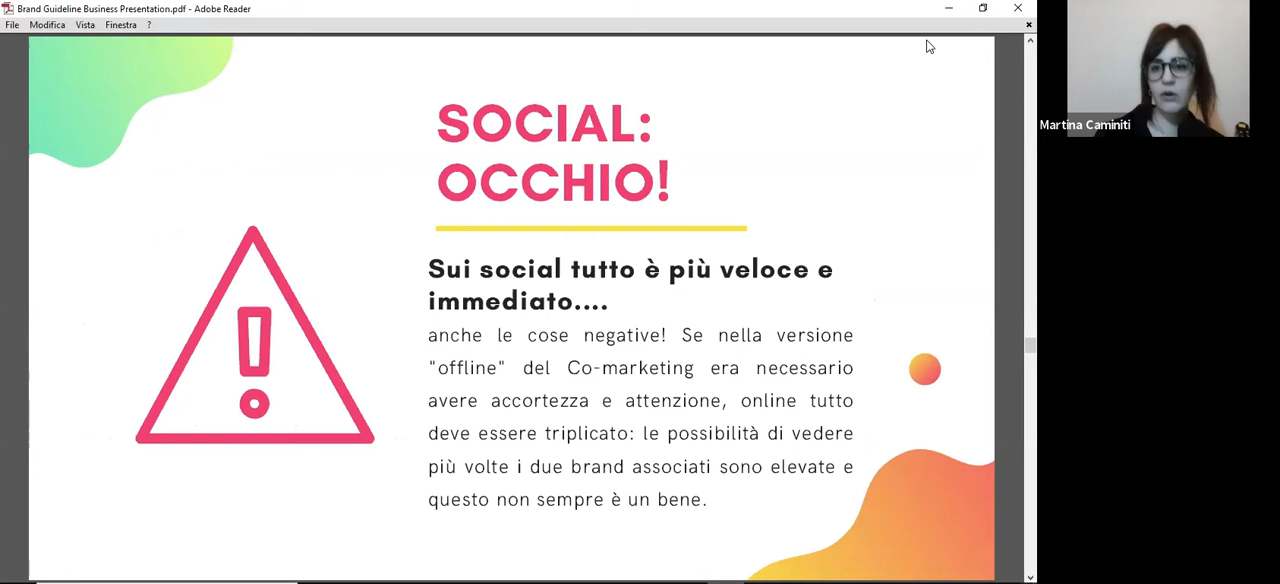 Brand Guideline Business Presentation.pdf - Adobe Reader
File Modifica Vista Finestra ?
SOCIAL:
OCCHIO!
Sui social tutto è più veloce e
immediato....
anche le cose negative! Se nella versione
"offline" del Co-marketing era necessario
avere accortezza e attenzione, online tutto
deve essere triplicato: le possibilità di vedere
più volte i due brand associati sono elevate e
questo non sempre è un bene.
Martina Caminiti